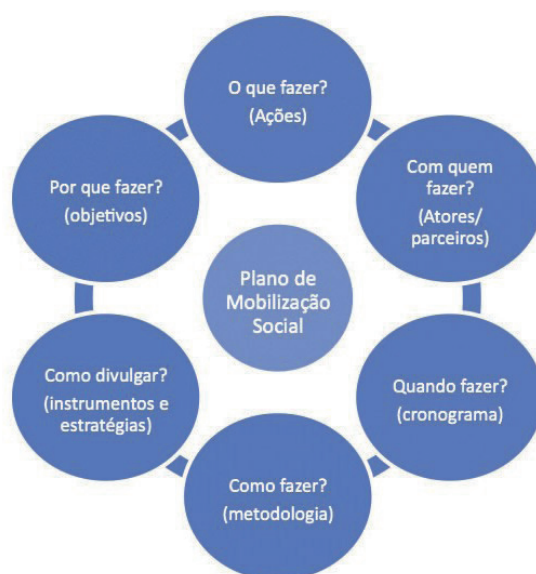 O que fazer?
(Ações)
Com quem
fazer?
(Atores/
parceiros)
Quando fazer?
(cronograma)
Como fazer?
(metodologia)
Como divulgar?
(instrumentos e
estratégias)
Por que fazer?
(objetivos)
Plano de
Mobilização
Social